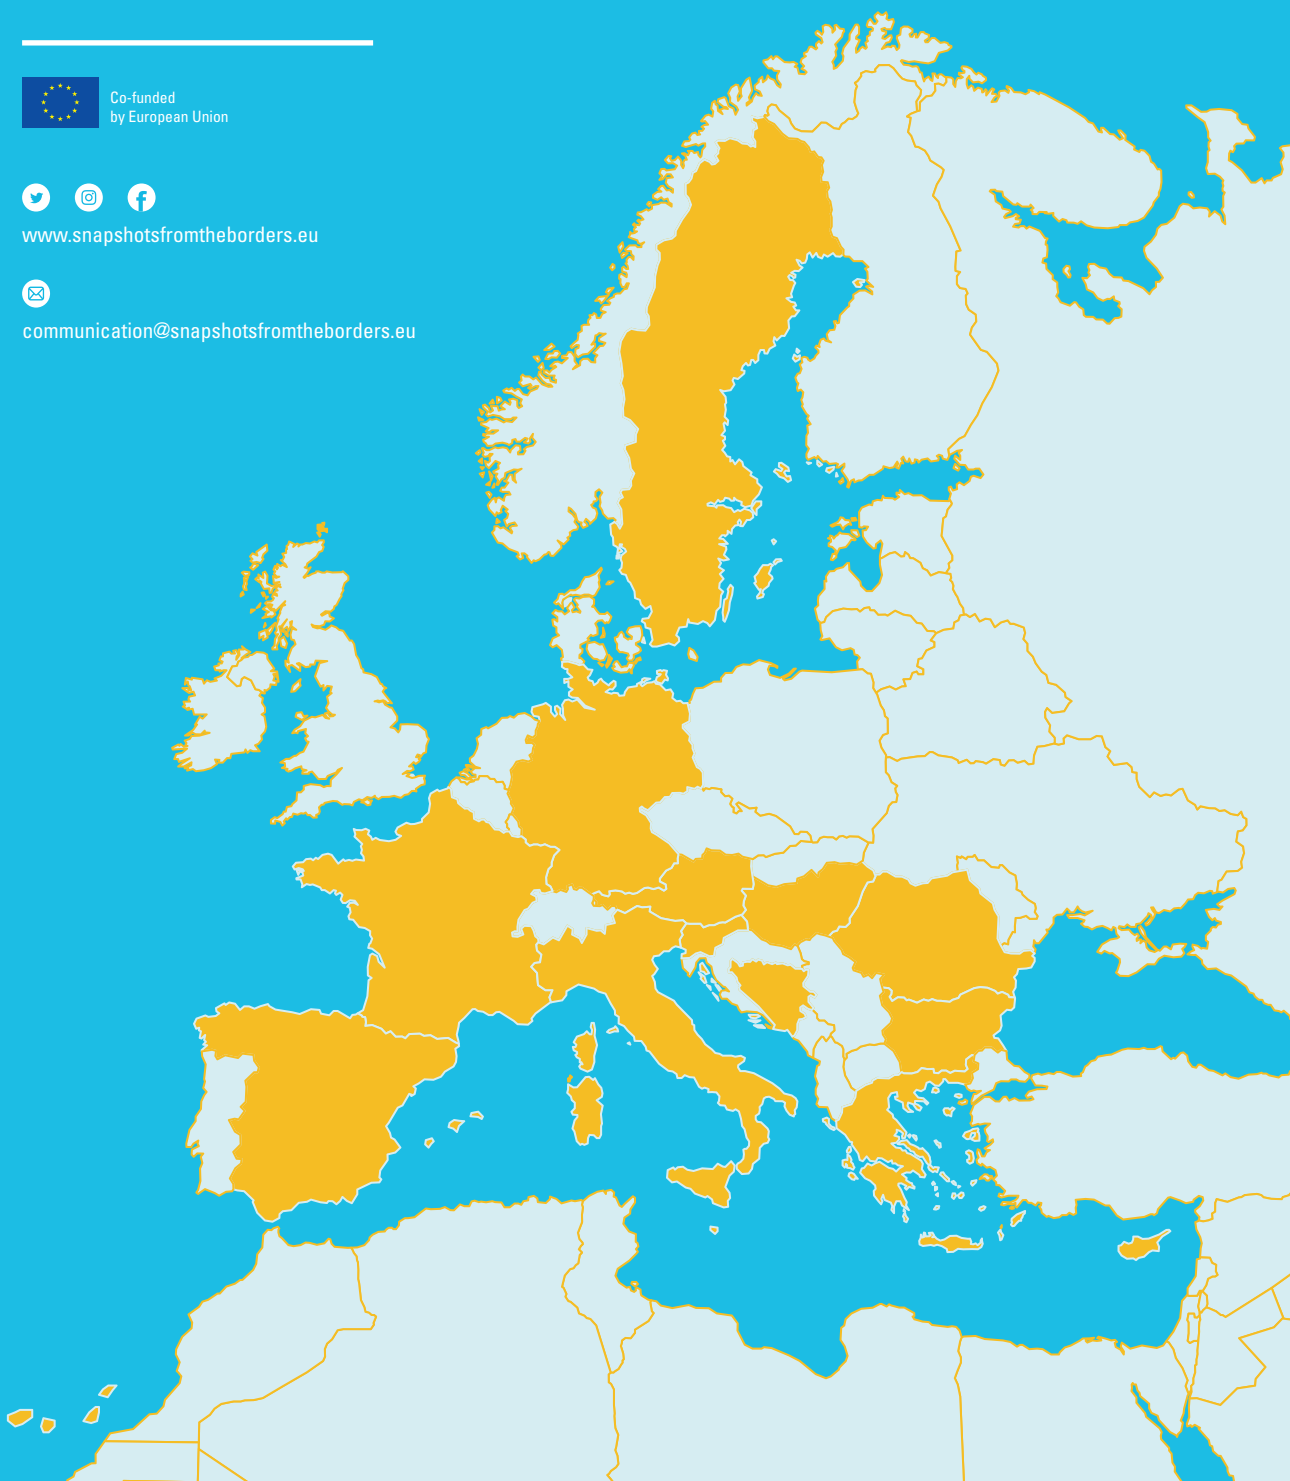 Co-funded
by European Union
www.snapshotsfromtheborders.eu
communication@snapshotsfromtheborders.eu